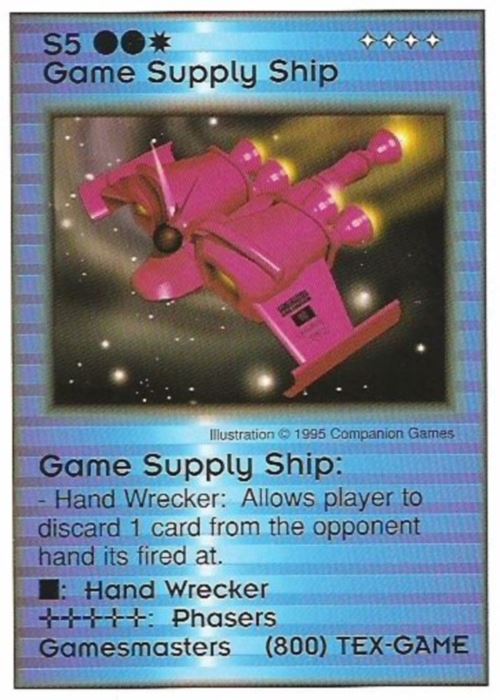 S5 ●●✷ ✧✧✧✧
Game Supply Ship
Illustration © 1995 Companion Games
Game Supply Ship:
- Hand Wrecker: Allows player to
discard 1 card from the opponent
hand its fired at.
■: Hand Wrecker
✛✛✛✛✛: Phasers
Gamesmasters (800) TEX-GAME